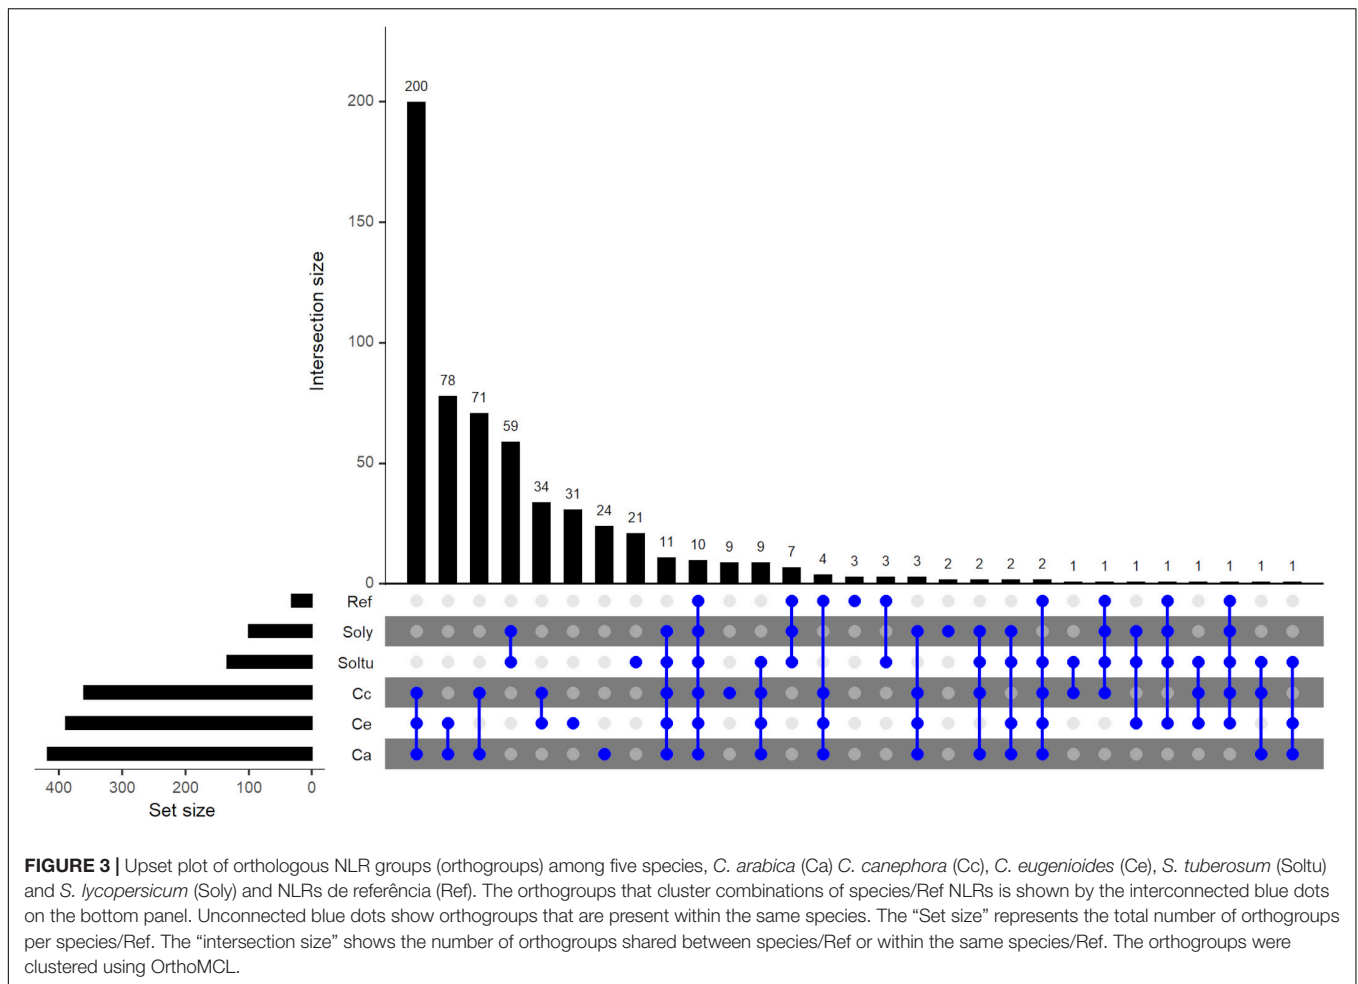 200
200
78
71
59
34
31
24
21
11
10
9
9
7
4
3
3
3
2
2
2
2
1
1
1
1
1
1
1
1
150
100
50
0
Intersection size
Ref
Soly
Soltu
Cc
Ce
Ca
400 300 200 100 0
Set size
FIGURE 3 | Upset plot of orthologous NLR groups (orthogroups) among five species, C. arabica (Ca) C. canephora (Cc), C. eugenioides (Ce), S. tuberosum (Soltu)
and S. lycopersicum (Soly) and NLRs de referência (Ref). The orthogroups that cluster combinations of species/Ref NLRs is shown by the interconnected blue dots
on the bottom panel. Unconnected blue dots show orthogroups that are present within the same species. The “Set size” represents the total number of orthogroups
per species/Ref. The “intersection size” shows the number of orthogroups shared between species/Ref or within the same species/Ref. The orthogroups were
clustered using OrthoMCL.